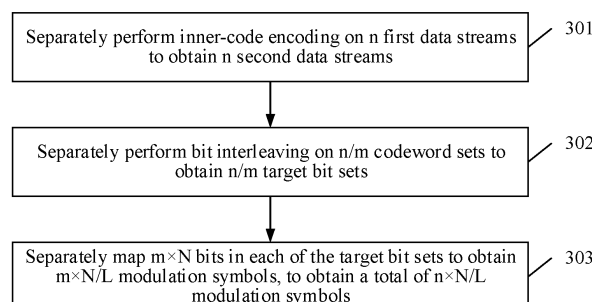 Separately perform inner-code encoding on n first data streams
to obtain n second data streams
301
Separately perform bit interleaving on n/m codeword sets to
obtain n/m target bit sets
302
Separately map m×N bits in each of the target bit sets to obtain
m×N/L modulation symbols, to obtain a total of n×N/L
modulation symbols
303